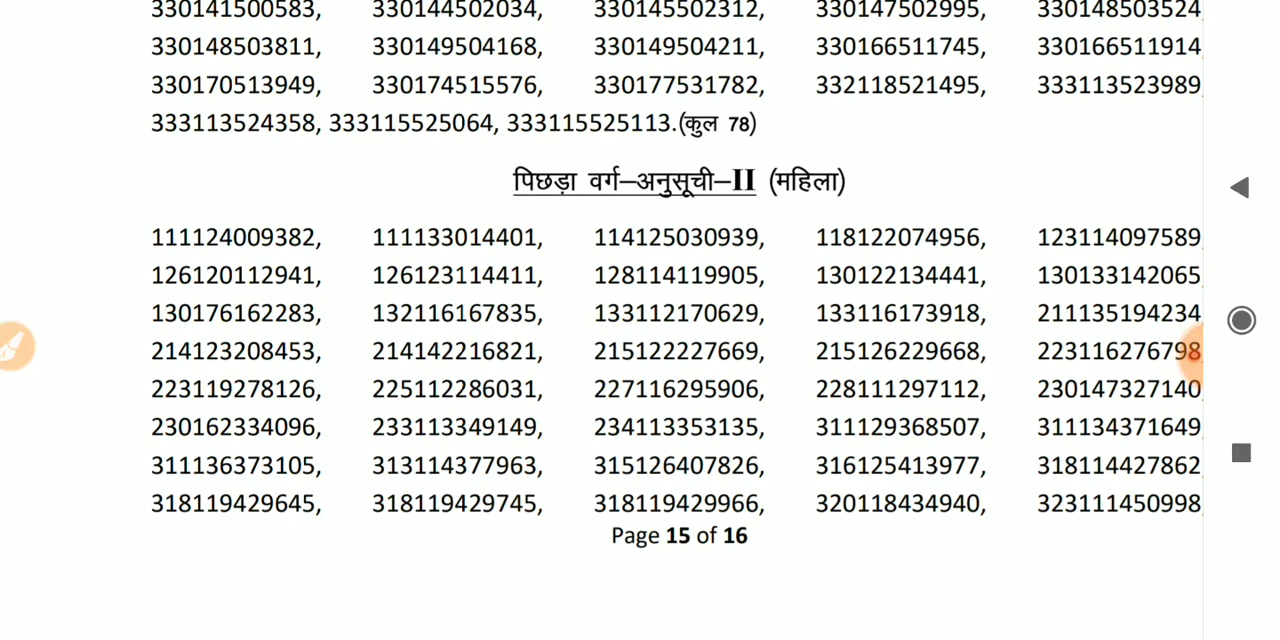 330141500583, 330144502034, 330145502312, 330147502995, 330148503524,
330148503811, 330149504168, 330149504211, 330166511745, 330166511914
330170513949, 330174515576, 330177531782, 332118521495, 333113523989
333113524358, 333115525064, 333115525113.(कुल 78)
पिछड़ा वर्ग–अनुसूची–II (महिला)
111124009382, 111133014401, 114125030939, 118122074956, 123114097589
126120112941, 126123114411, 128114119905, 130122134441, 130133142065
130176162283, 132116167835, 133112170629, 133116173918, 211135194234
214123208453, 214142216821, 215122227669, 215126229668, 223116276798
223119278126, 225112286031, 227116295906, 228111297112, 230147327140
230162334096, 233113349149, 234113353135, 311129368507, 311134371649
311136373105, 313114377963, 315126407826, 316125413977, 318114427862
318119429645, 318119429745, 318119429966, 320118434940, 323111450998
Page 15 of 16